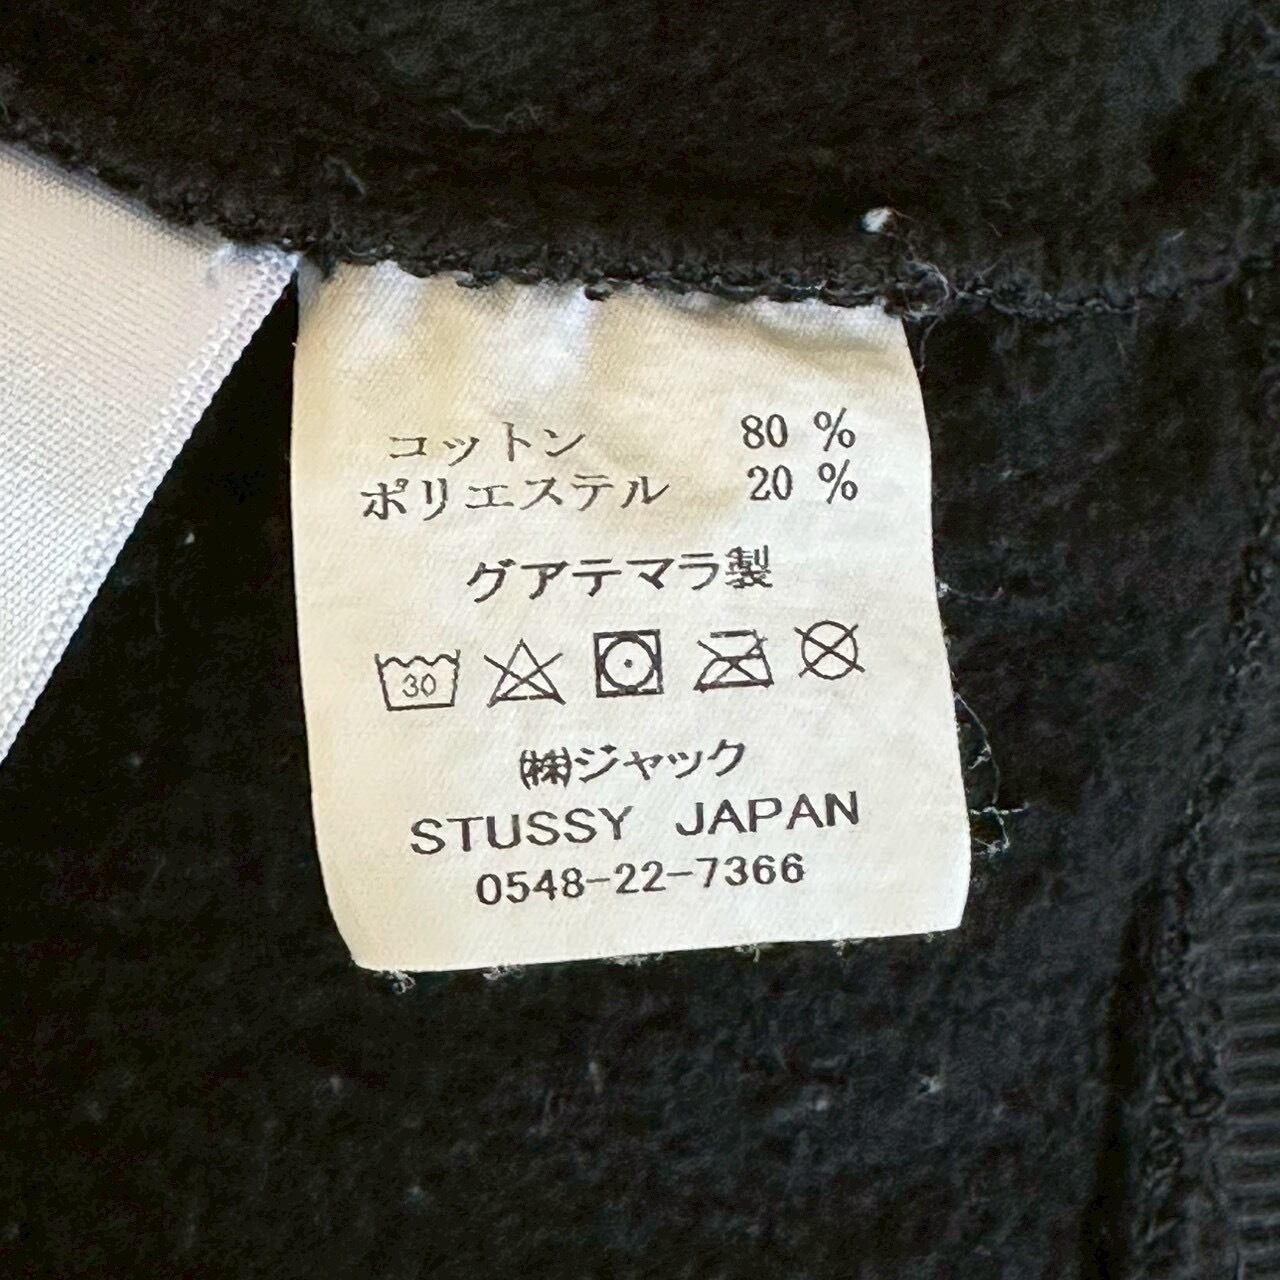 コットン 80 %
ポリエステル 20 %
グアテマラ製
30
㈱ジャック
STUSSY JAPAN
0548-22-7366